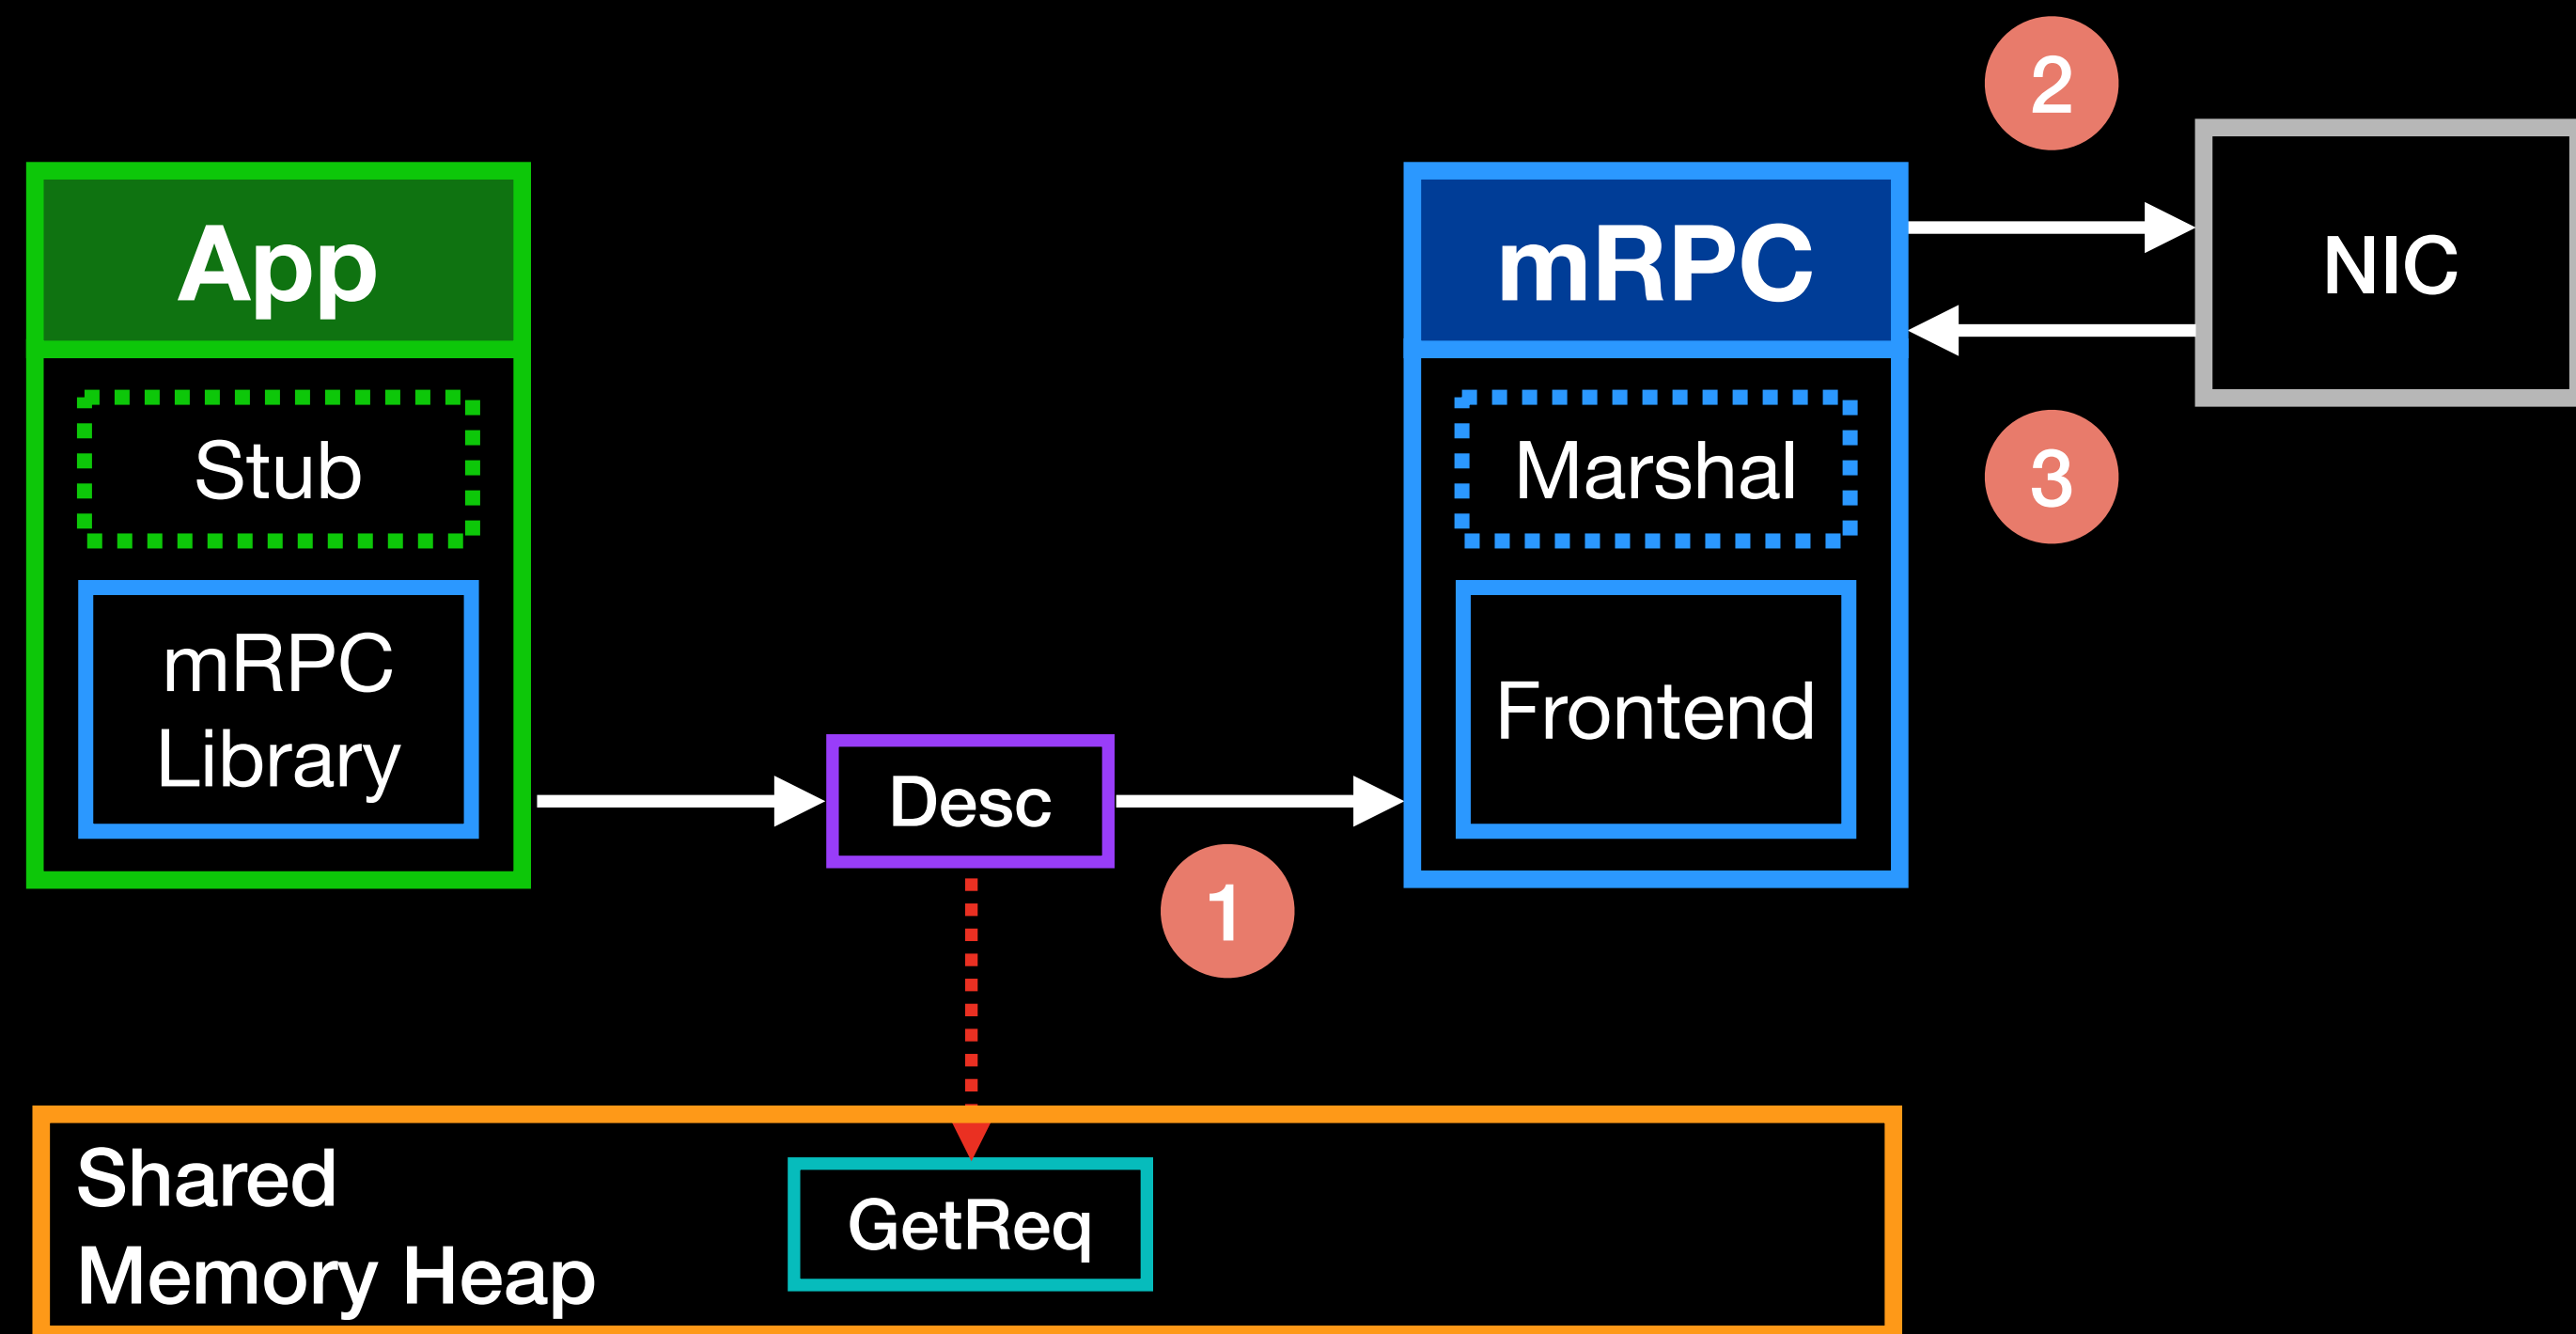 2
App
mRPC
NIC
Stub
Marshal
3
mRPC
Library
Frontend
Desc
1
Shared
Memory Heap
GetReq